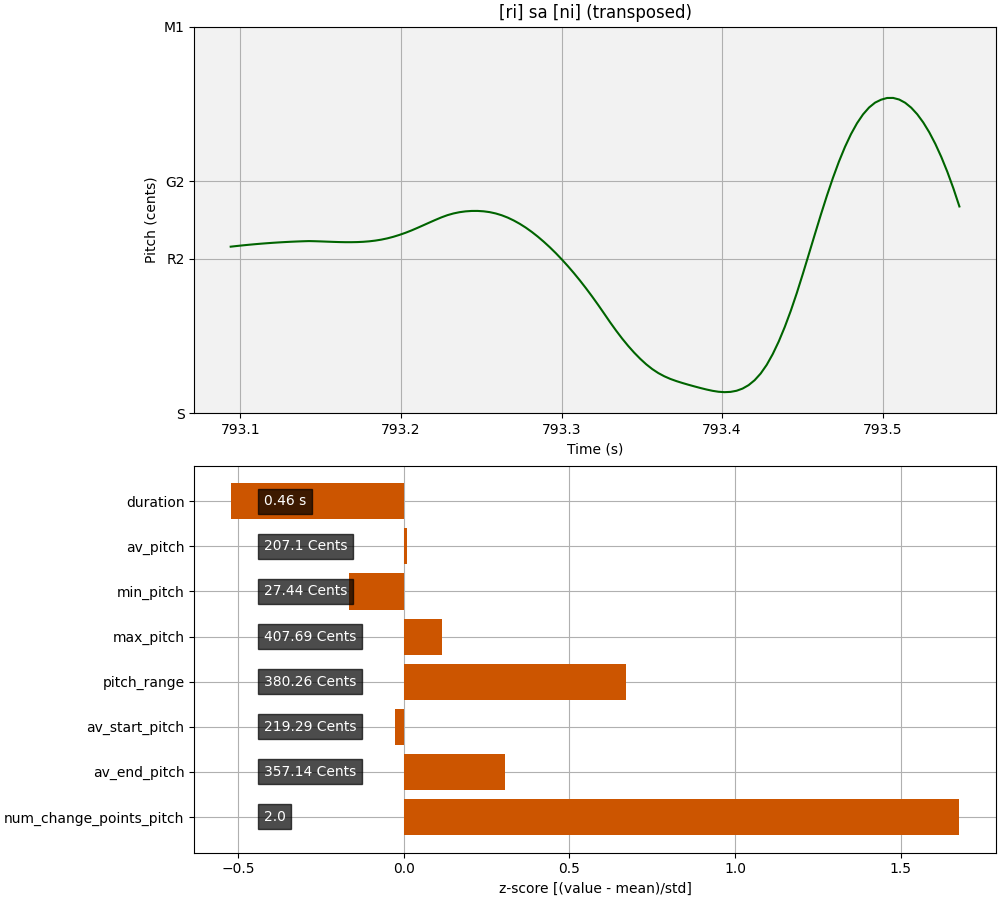 [ri] sa [ni] (transposed)
M1
G2
R2
S
Pitch (cents)
793.1 793.2 793.3 793.4 793.5
Time (s)
duration 0.46 s
av_pitch 207.1 Cents
min_pitch 27.44 Cents
max_pitch 407.69 Cents
pitch_range 380.26 Cents
av_start_pitch 219.29 Cents
av_end_pitch 357.14 Cents
num_change_points_pitch 2.0
−0.5 0.0 0.5 1.0 1.5
z-score [(value - mean)/std]